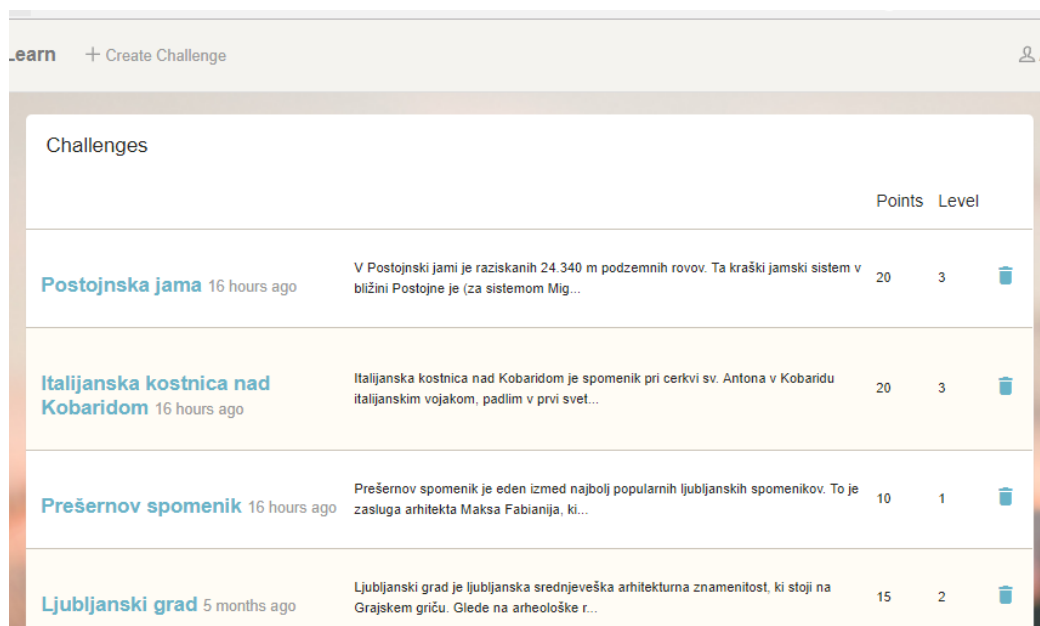 Learn + Create Challenge
Challenges
Points Level
Postojnska jama 16 hours ago
V Postojnski jami je raziskanih 24.340 m podzemnih rovov. Ta kraški jamski sistem v
bližini Postojne je (za sistemom Mig...
20 3
Italijanska kostnica nad
Kobaridom 16 hours ago
Italijanska kostnica nad Kobaridom je spomenik pri cerkvi sv. Antona v Kobaridu
italijanskim vojakom, padlim v prvi svet...
20 3
Prešernov spomenik 16 hours ago
Prešernov spomenik je eden izmed najbolj popularnih ljubljanskih spomenikov. To je
zasluga arhitekta Maksa Fabianija, ki...
10 1
Ljubljanski grad 5 months ago
Ljubljanski grad je ljubljanska srednjeveška arhitekturna znamenitost, ki stoji na
Grajskem griču. Glede na arheološke r...
15 2